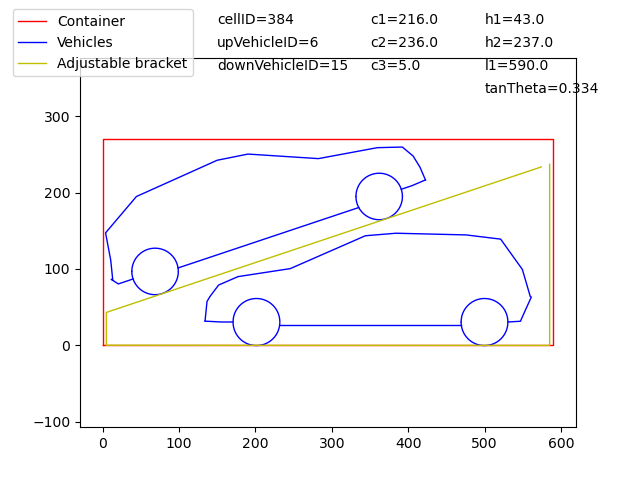 Container
Vehicles
Adjustable bracket
cellID=384
upVehicleID=6
downVehicleID=15
c1=216.0
c2=236.0
c3=5.0
h1=43.0
h2=237.0
l1=590.0
tanTheta=0.334
300
200
100
0
−100
0 100 200 300 400 500 600